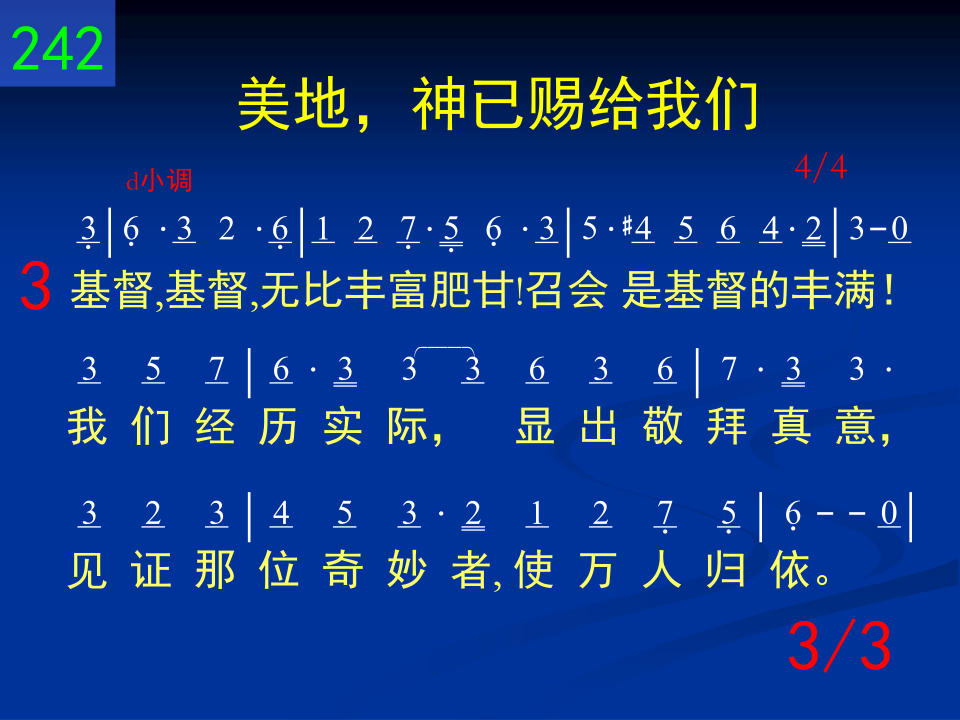 242
美地，神已赐给我们
d小调
4/4
3̣|6̣·3 2·6̣|1 2 7̣·5̣ 6̣·3|5·♯4 5 6 4·2|3-0
3
基督,基督,无比丰富肥甘!召会 是基督的丰满！
3 5 7|6·3 3 3 6 3 6|7·3 3·
我 们 经 历 实 际， 显 出 敬 拜 真 意，
3 2 3|4 5 3·2 1 2 7̣ 5̣|6̣--0|
见 证 那 位 奇 妙 者, 使 万 人 归 依。
3/3